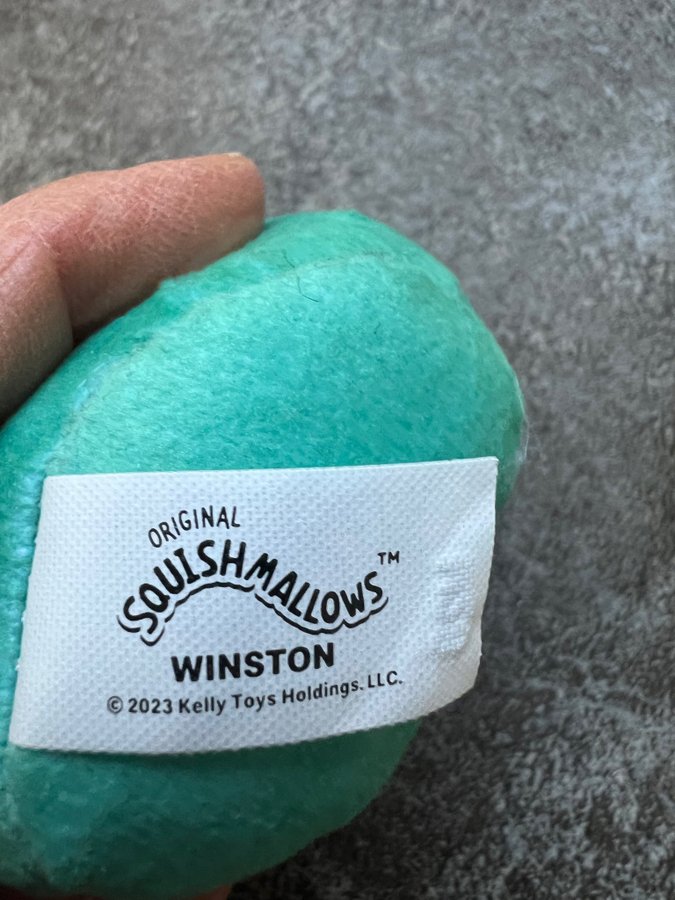 ORIGINAL
SQUISHMALLOWS™
WINSTON
© 2023 Kelly Toys Holdings. LLC.